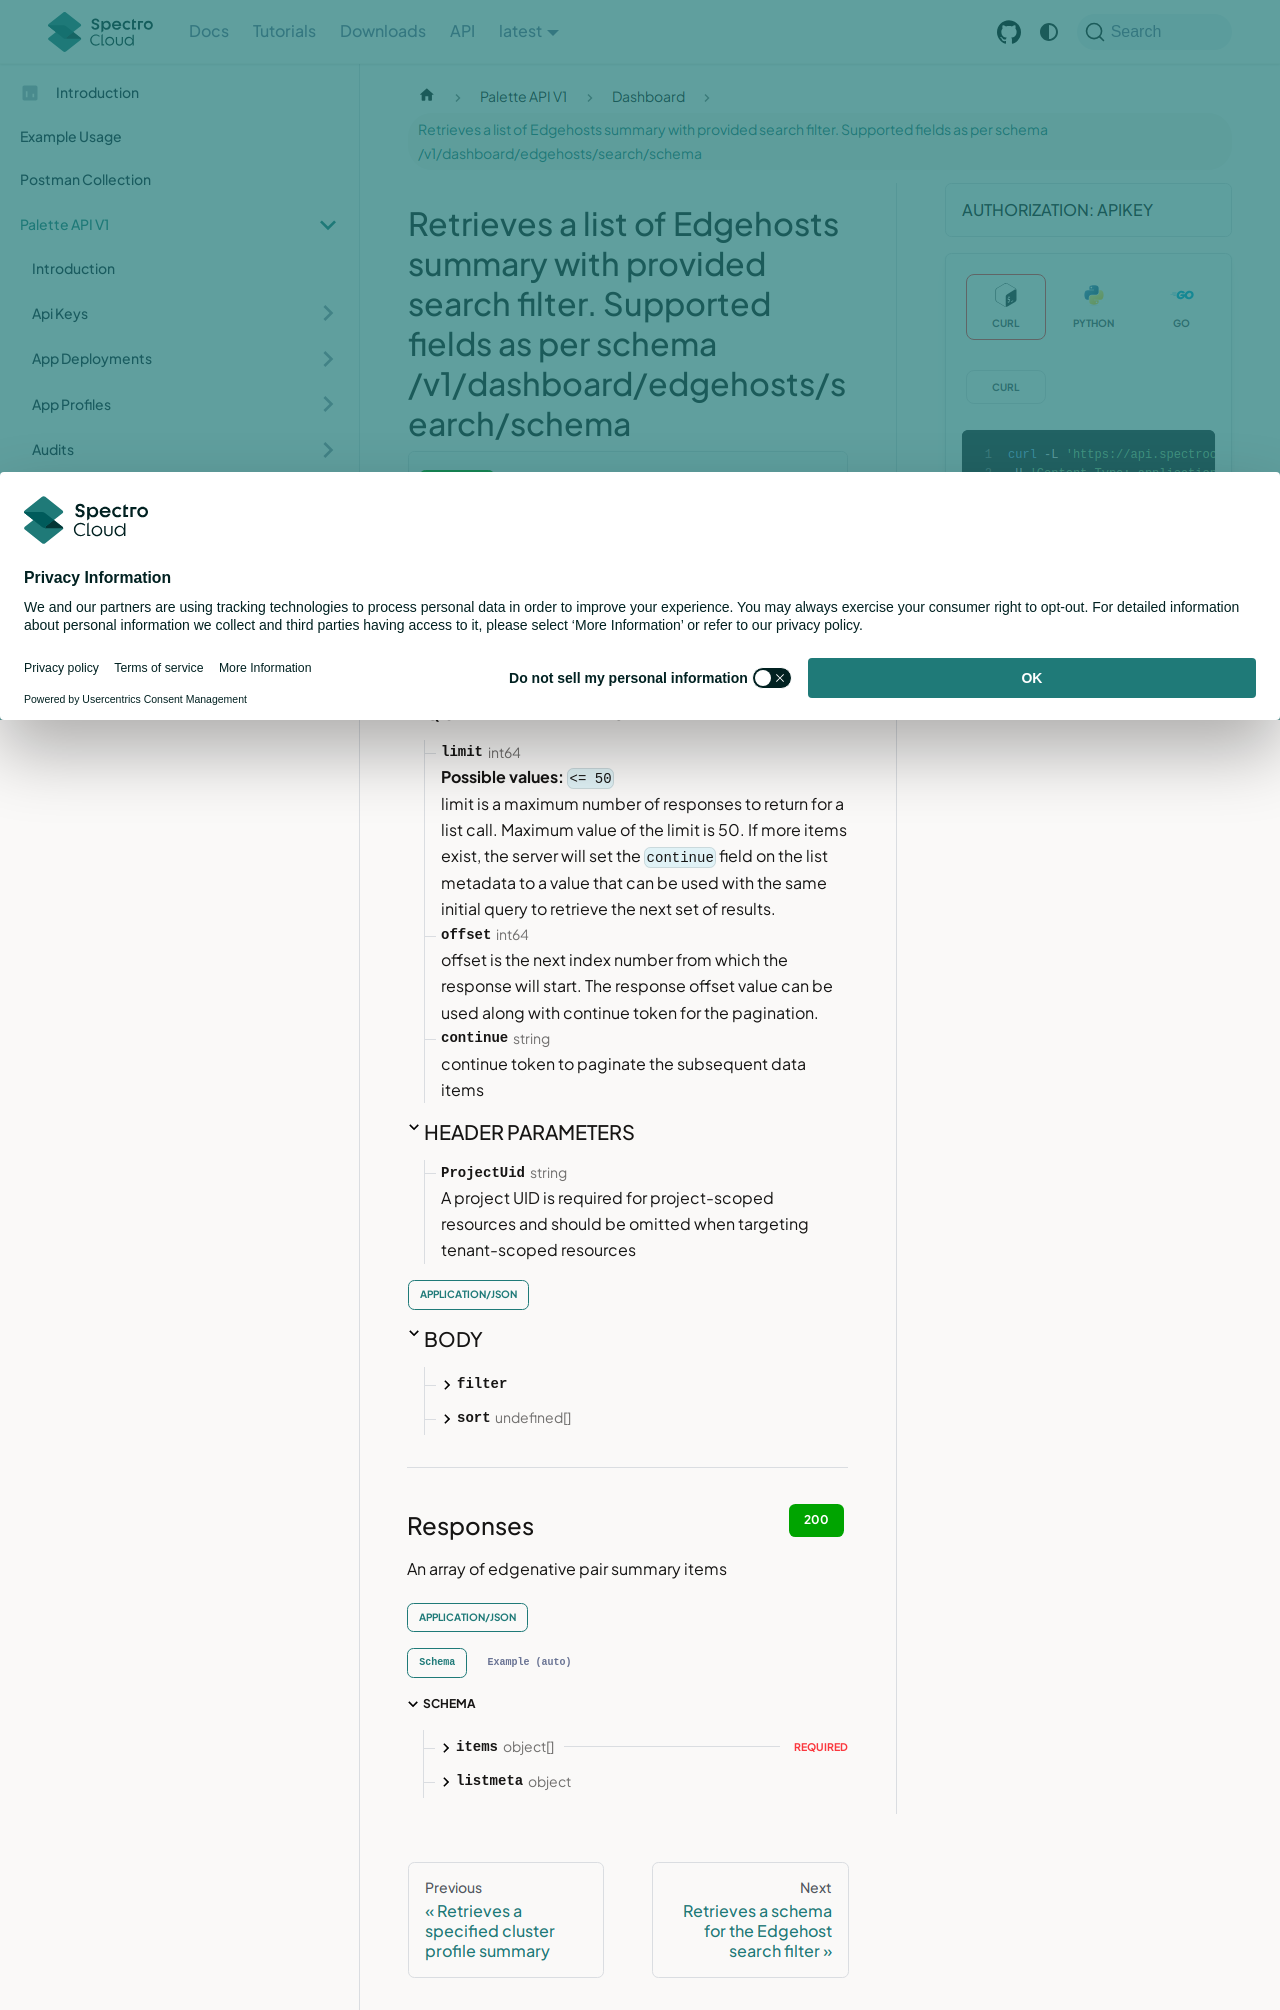 Spectro Cloud
Docs
Tutorials
Downloads
API
latest
Search
Introduction
Example Usage
Postman Collection
Palette API V1
Introduction
Api Keys
App Deployments
App Profiles
Audits
Palette API V1
Dashboard
Retrieves a list of Edgehosts summary with provided search filter. Supported fields as per schema
/v1/dashboard/edgehosts/search/schema
Retrieves a list of Edgehosts
summary with provided
search filter. Supported
fields as per schema
/v1/dashboard/edgehosts/s
earch/schema
AUTHORIZATION: APIKEY
CURL
PYTHON
GO
CURL
1 curl -L 'https://api.spectroc
Spectro
Cloud
Privacy Information
We and our partners are using tracking technologies to process personal data in order to improve your experience. You may always exercise your consumer right to opt-out. For detailed information
about personal information we collect and third parties having access to it, please select ‘More Information’ or refer to our privacy policy.
Privacy policy
Terms of service
More Information
Powered by Usercentrics Consent Management
Do not sell my personal information
OK
limit int64
Possible values: <= 50
limit is a maximum number of responses to return for a
list call. Maximum value of the limit is 50. If more items
exist, the server will set the continue field on the list
metadata to a value that can be used with the same
initial query to retrieve the next set of results.
offset int64
offset is the next index number from which the
response will start. The response offset value can be
used along with continue token for the pagination.
continue string
continue token to paginate the subsequent data
items
HEADER PARAMETERS
ProjectUid string
A project UID is required for project-scoped
resources and should be omitted when targeting
tenant-scoped resources
APPLICATION/JSON
BODY
filter
sort undefined[]
Responses
200
An array of edgenative pair summary items
APPLICATION/JSON
Schema
Example (auto)
SCHEMA
items object[]
REQUIRED
listmeta object
Previous
« Retrieves a
specified cluster
profile summary
Next
Retrieves a schema
for the Edgehost
search filter »